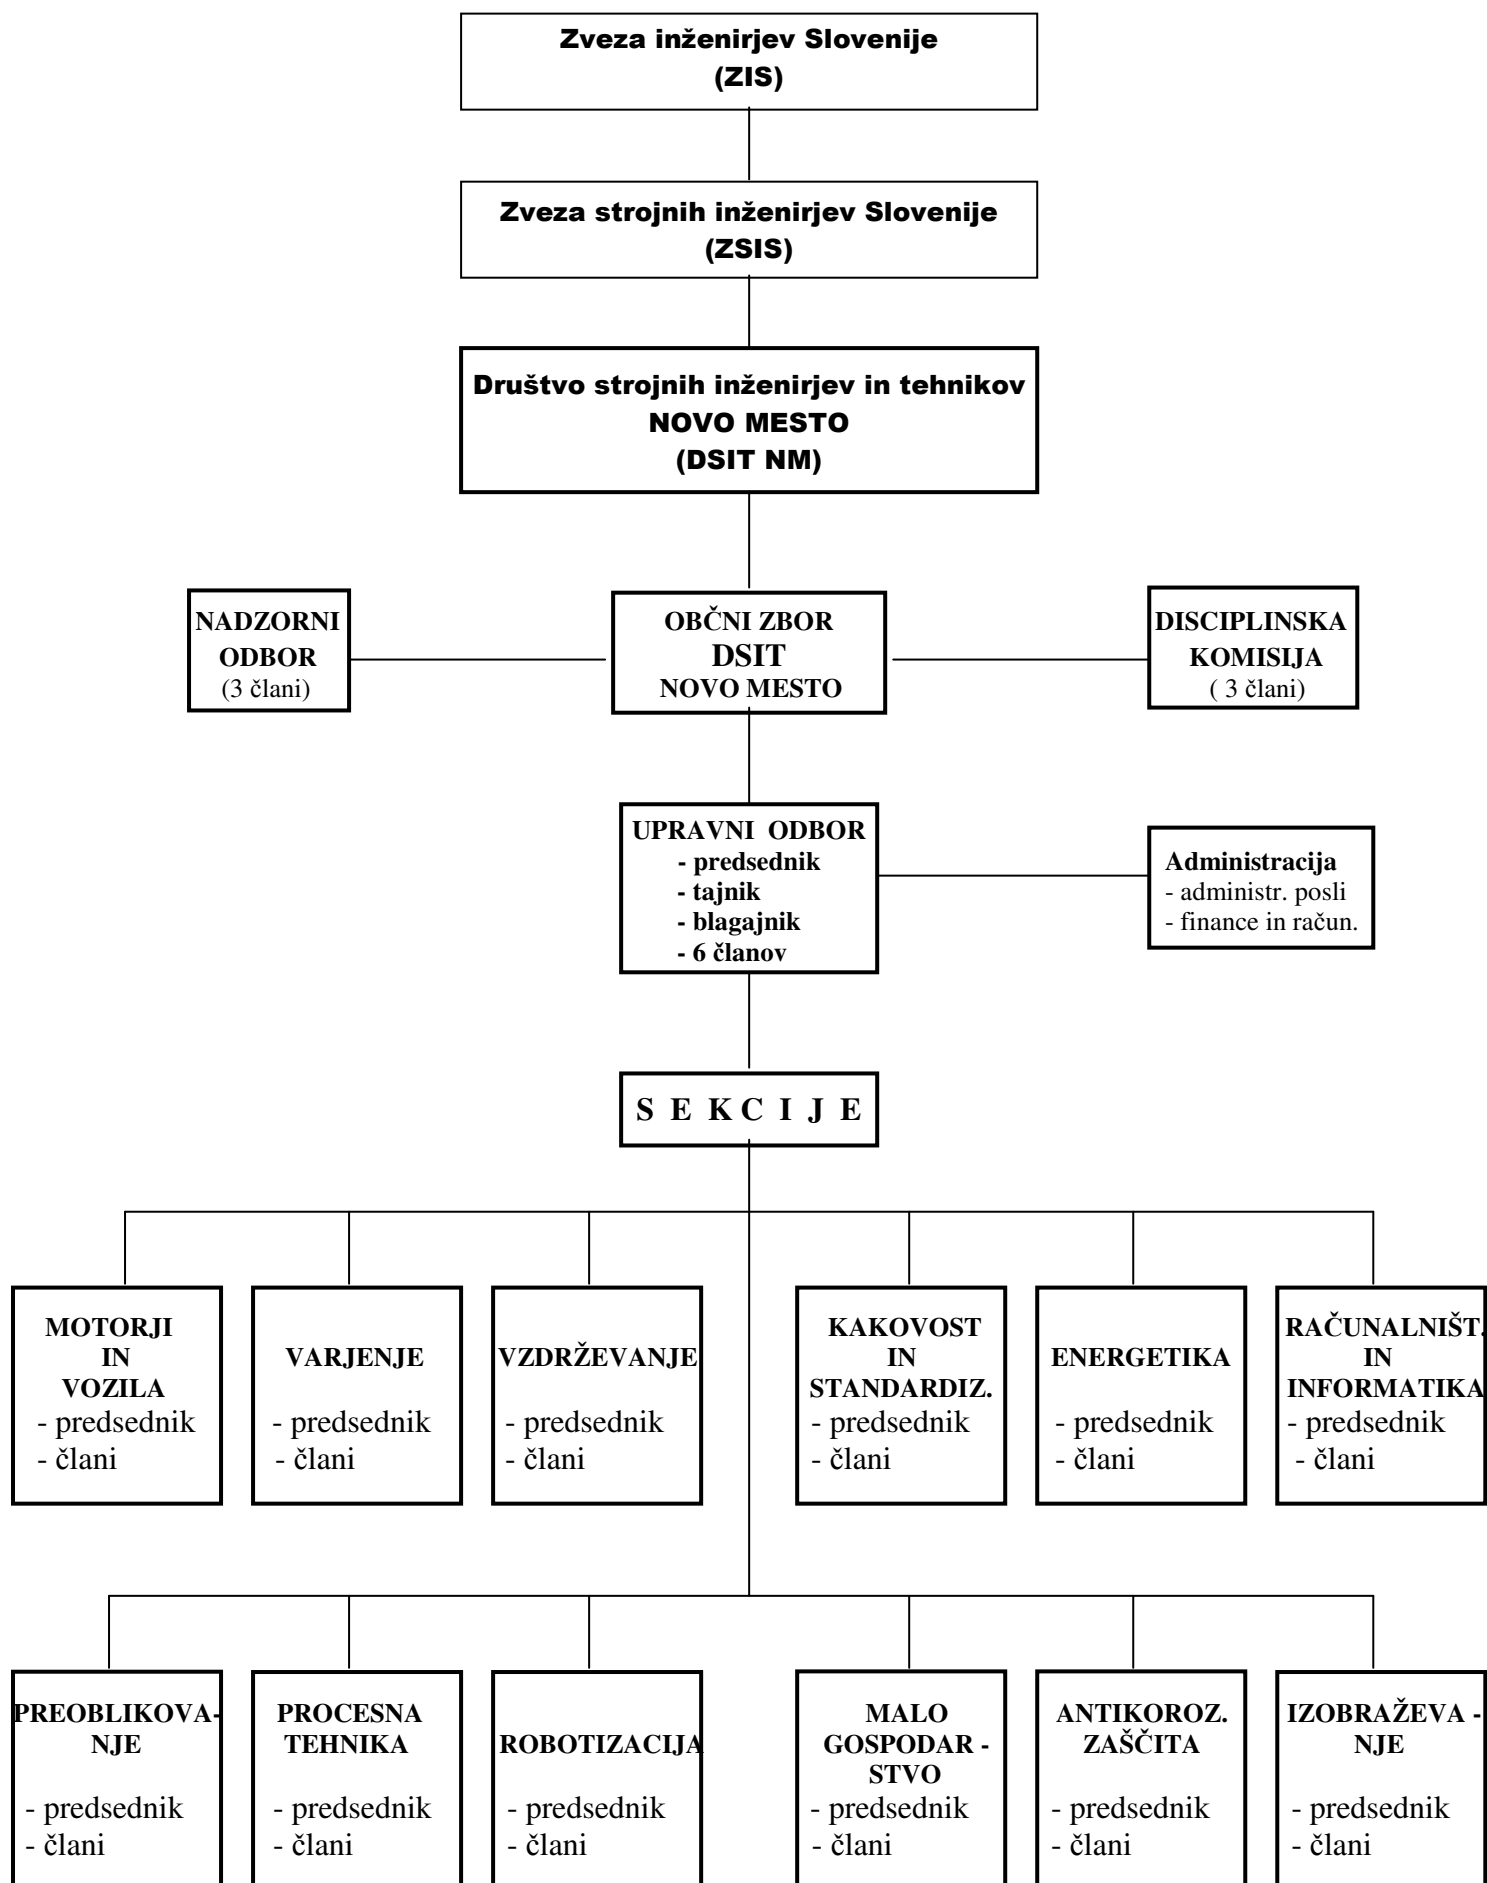 Zveza inženirjev Slovenije
(ZIS)
Zveza strojnih inženirjev Slovenije
(ZSIS)
Društvo strojnih inženirjev in tehnikov
NOVO MESTO
(DSIT NM)
NADZORNI
ODBOR
(3 člani)
OBČNI ZBOR
DSIT
NOVO MESTO
DISCIPLINSKA
KOMISIJA
( 3 člani)
UPRAVNI ODBOR
- predsednik
- tajnik
- blagajnik
- 6 članov
Administracija
- administr. posli
- finance in račun.
S E K C I J E
MOTORJI
IN
VOZILA
- predsednik
- člani
VARJENJE
- predsednik
- člani
VZDRŽEVANJE
- predsednik
- člani
KAKOVOST
IN
STANDARDIZ.
- predsednik
- člani
ENERGETIKA
- predsednik
- člani
RAČUNALNIŠT.
IN
INFORMATIKA
- predsednik
- člani
PREOBLIKOVA-
NJE
- predsednik
- člani
PROCESNA
TEHNIKA
- predsednik
- člani
ROBOTIZACIJA
- predsednik
- člani
MALO
GOSPODAR -
STVO
- predsednik
- člani
ANTIKOROZ.
ZAŠČITA
- predsednik
- člani
IZOBRAŽEVA -
NJE
- predsednik
- člani